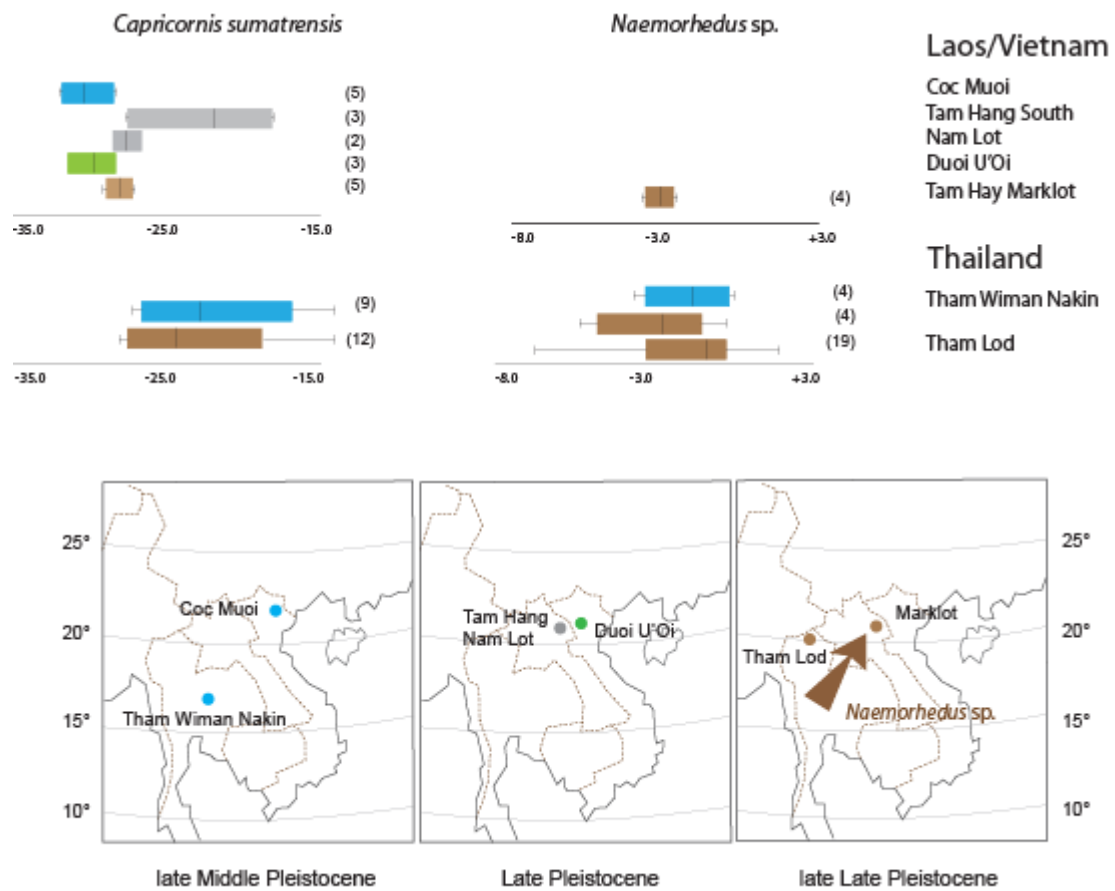 Capricornis sumatrensis
Naemorhedus sp.
Laos/Vietnam
(5)
Coc Muoi
(3)
Tam Hang South
(2)
Nam Lot
(3)
Duoi U'Oi
(5)
(4)
Tam Hay Marklot
-35.0 -25.0 -15.0
-8.0 -3.0 +3.0
Thailand
(9)
(4)
Tham Wiman Nakin
(4)
(12)
(19)
Tham Lod
-35.0 -25.0 -15.0
-8.0 -3.0 +3.0
25°
20°
15°
10°
Coc Muoi
Tham Wiman Nakin
Tam Hang
Nam Lot
Duoi U'Oi
Marklot
Tham Lod
Naemorhedus sp.
25°
20°
15°
10°
late Middle Pleistocene
Late Pleistocene
late Late Pleistocene